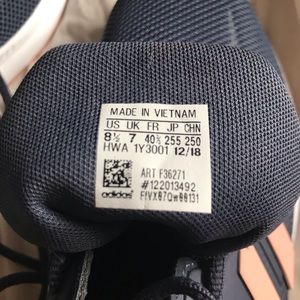 MADE IN VIETNAM
US UK FR JP CHN
8½ 7 40⅔ 255 250
HWA 1Y3001 12/18
ART F36271
#122013492
adidas